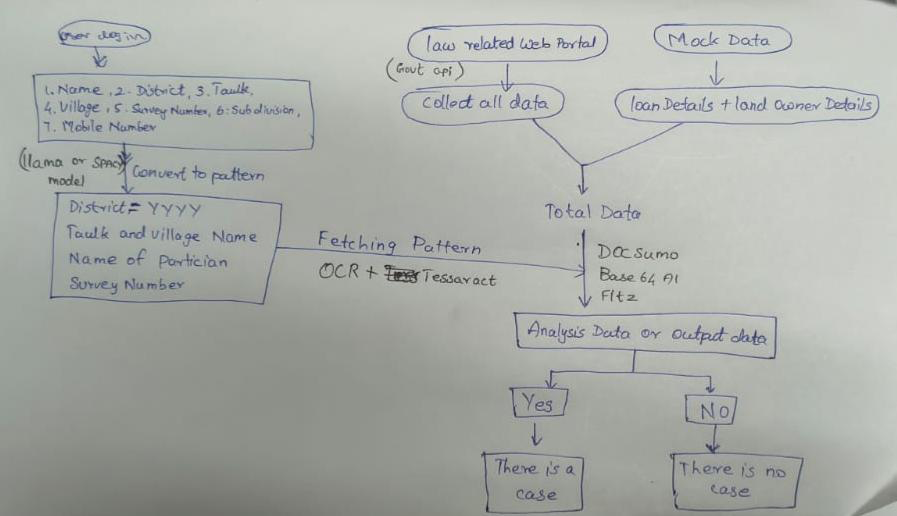 User login
1. Name, 2. District, 3. Taulk,
4. Village, 5. Survey Number, 6: Subdivision,
7. Mobile Number
(llama or SPACY
model)
Convert to pattern
District = YYYY
Taulk and village Name
Name of Partician
Survey Number
Fetching Pattern
OCR + Tessaract
law related Web Portal
(Govt api)
Collect all data
Mock Data
loan Details + land owner Details
Total Data
DOCSumo
Base 64 AI
Fitz
Analysis Data or output data
Yes
No
There is a
case
There is no
case